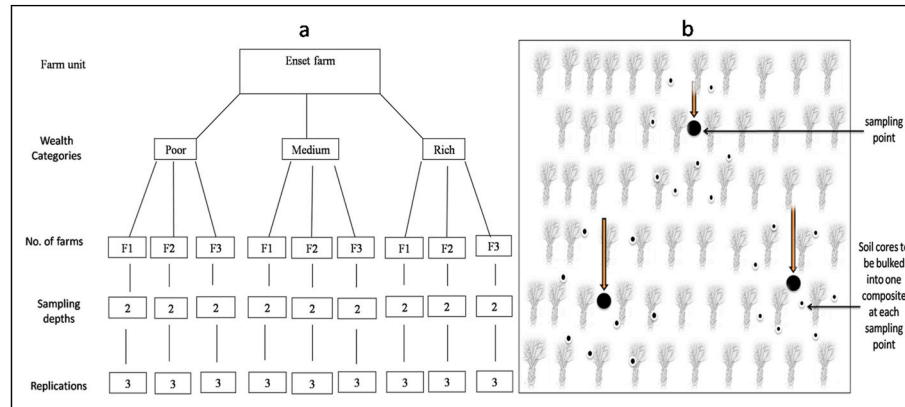 a
Farm unit
Enset farm
Wealth
Categories
Poor Medium Rich
No. of farms
F1 F2 F3 F1 F2 F3 F1 F2 F3
Sampling
depths
2 2 2 2 2 2 2 2 2
Replications
3 3 3 3 3 3 3 3 3
b
sampling
point
Soil cores to
be bulked
into one
composite
at each
sampling
point